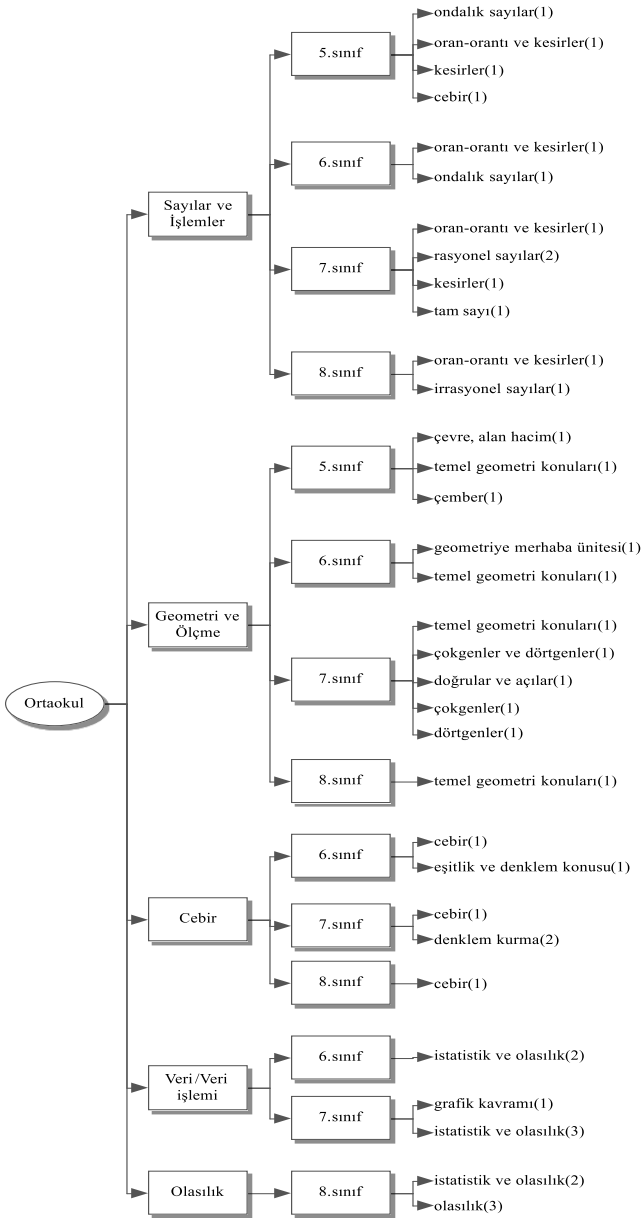 Ortaokul
Sayılar ve
İşlemler
5.sınıf
ondalık sayılar(1)
oran-orantı ve kesirler(1)
kesirler(1)
cebir(1)
6.sınıf
oran-orantı ve kesirler(1)
ondalık sayılar(1)
7.sınıf
oran-orantı ve kesirler(1)
rasyonel sayılar(2)
kesirler(1)
tam sayı(1)
8.sınıf
oran-orantı ve kesirler(1)
irrasyonel sayılar(1)
Geometri ve
Ölçme
5.sınıf
çevre, alan hacim(1)
temel geometri konuları(1)
çember(1)
6.sınıf
geometriye merhaba ünitesi(1)
temel geometri konuları(1)
7.sınıf
temel geometri konuları(1)
çokgenler ve dörtgenler(1)
doğrular ve açılar(1)
çokgenler(1)
dörtgenler(1)
8.sınıf
temel geometri konuları(1)
Cebir
6.sınıf
cebir(1)
eşitlik ve denklem konusu(1)
7.sınıf
cebir(1)
denklem kurma(2)
8.sınıf
cebir(1)
Veri/Veri
işlemi
6.sınıf
istatistik ve olasılık(2)
7.sınıf
grafik kavramı(1)
istatistik ve olasılık(3)
Olasılık
8.sınıf
istatistik ve olasılık(2)
olasılık(3)